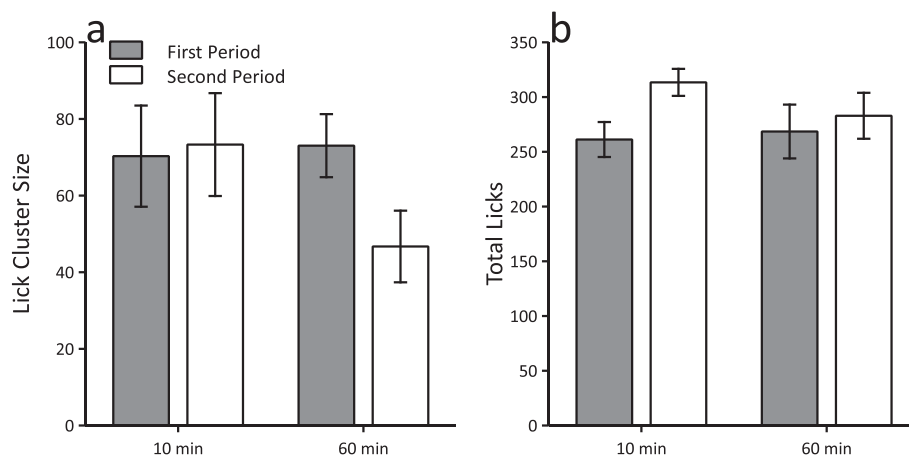 a
First Period
Second Period
100
80
60
40
20
0
Lick Cluster Size
10 min
60 min
b
350
300
250
200
150
100
50
0
Total Licks
10 min
60 min